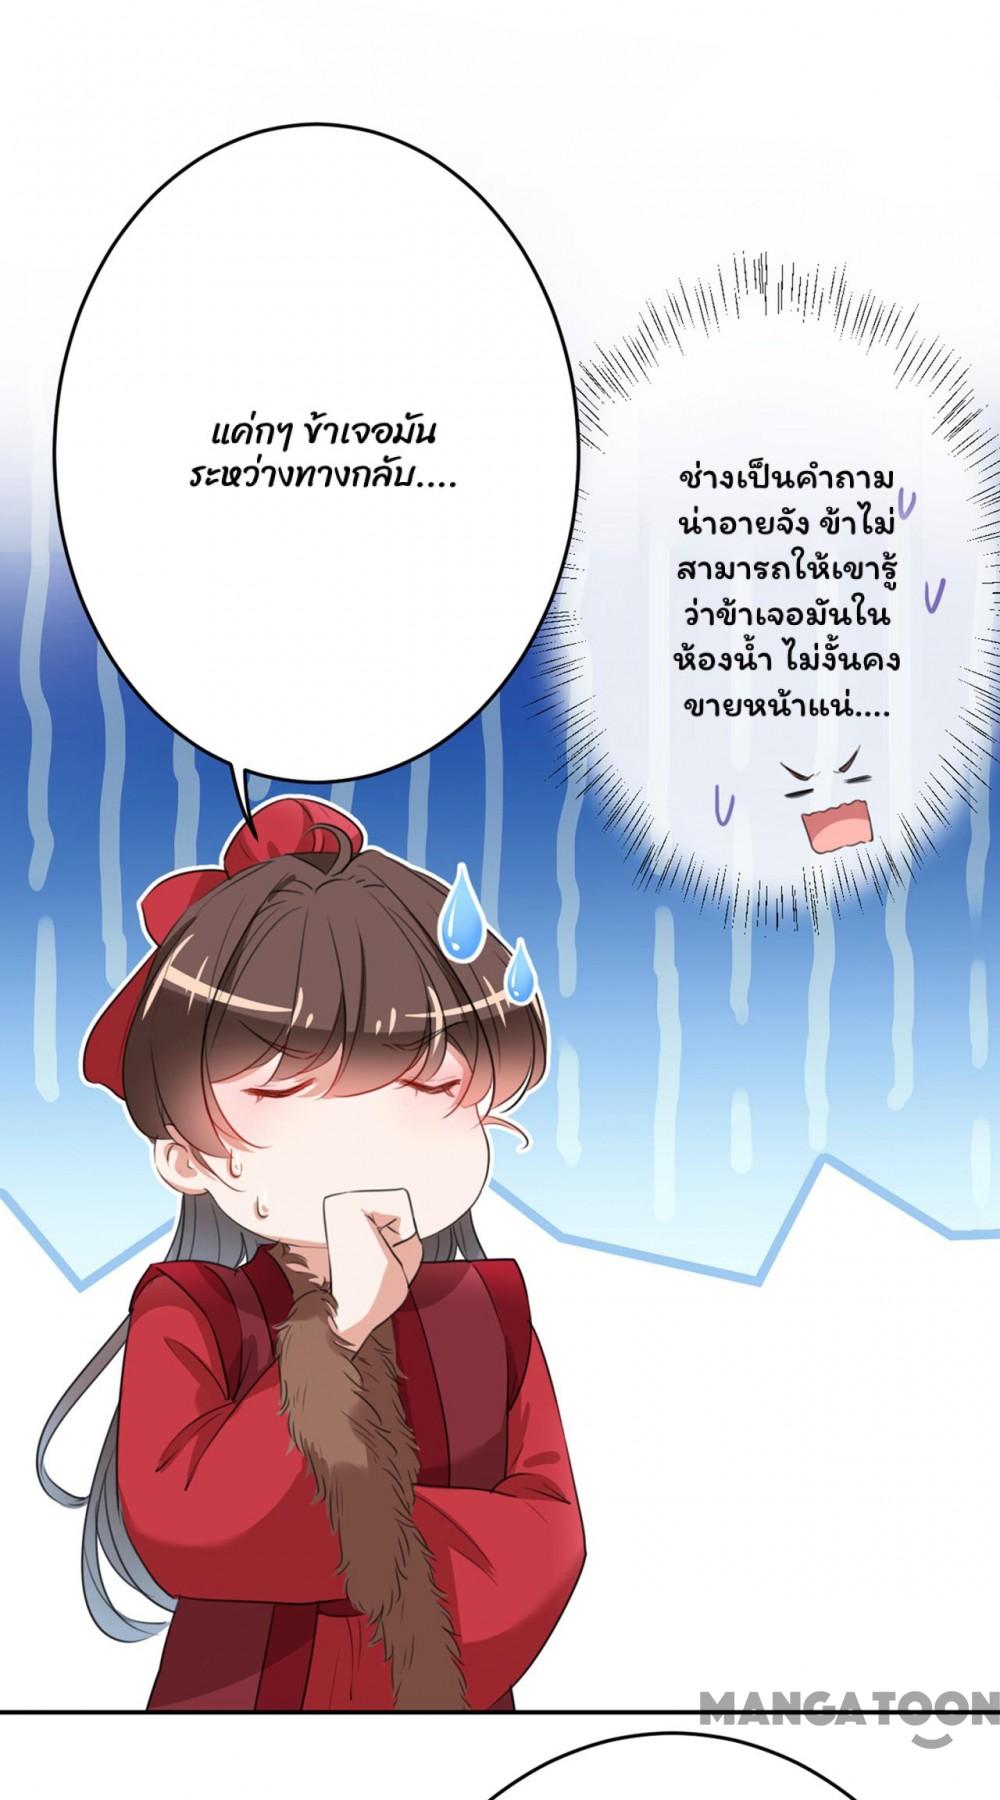 แค่กๆ ข้าเจอมัน
ระหว่างทางกลับ....
ช่างเป็นคำถาม
น่าอายจัง ข้าไม่
สามารถให้เขารู้
ว่าข้าเจอมันใน
ห้องน้ำ ไม่งั้นคง
ขายหน้าแน่....
MANGATOON